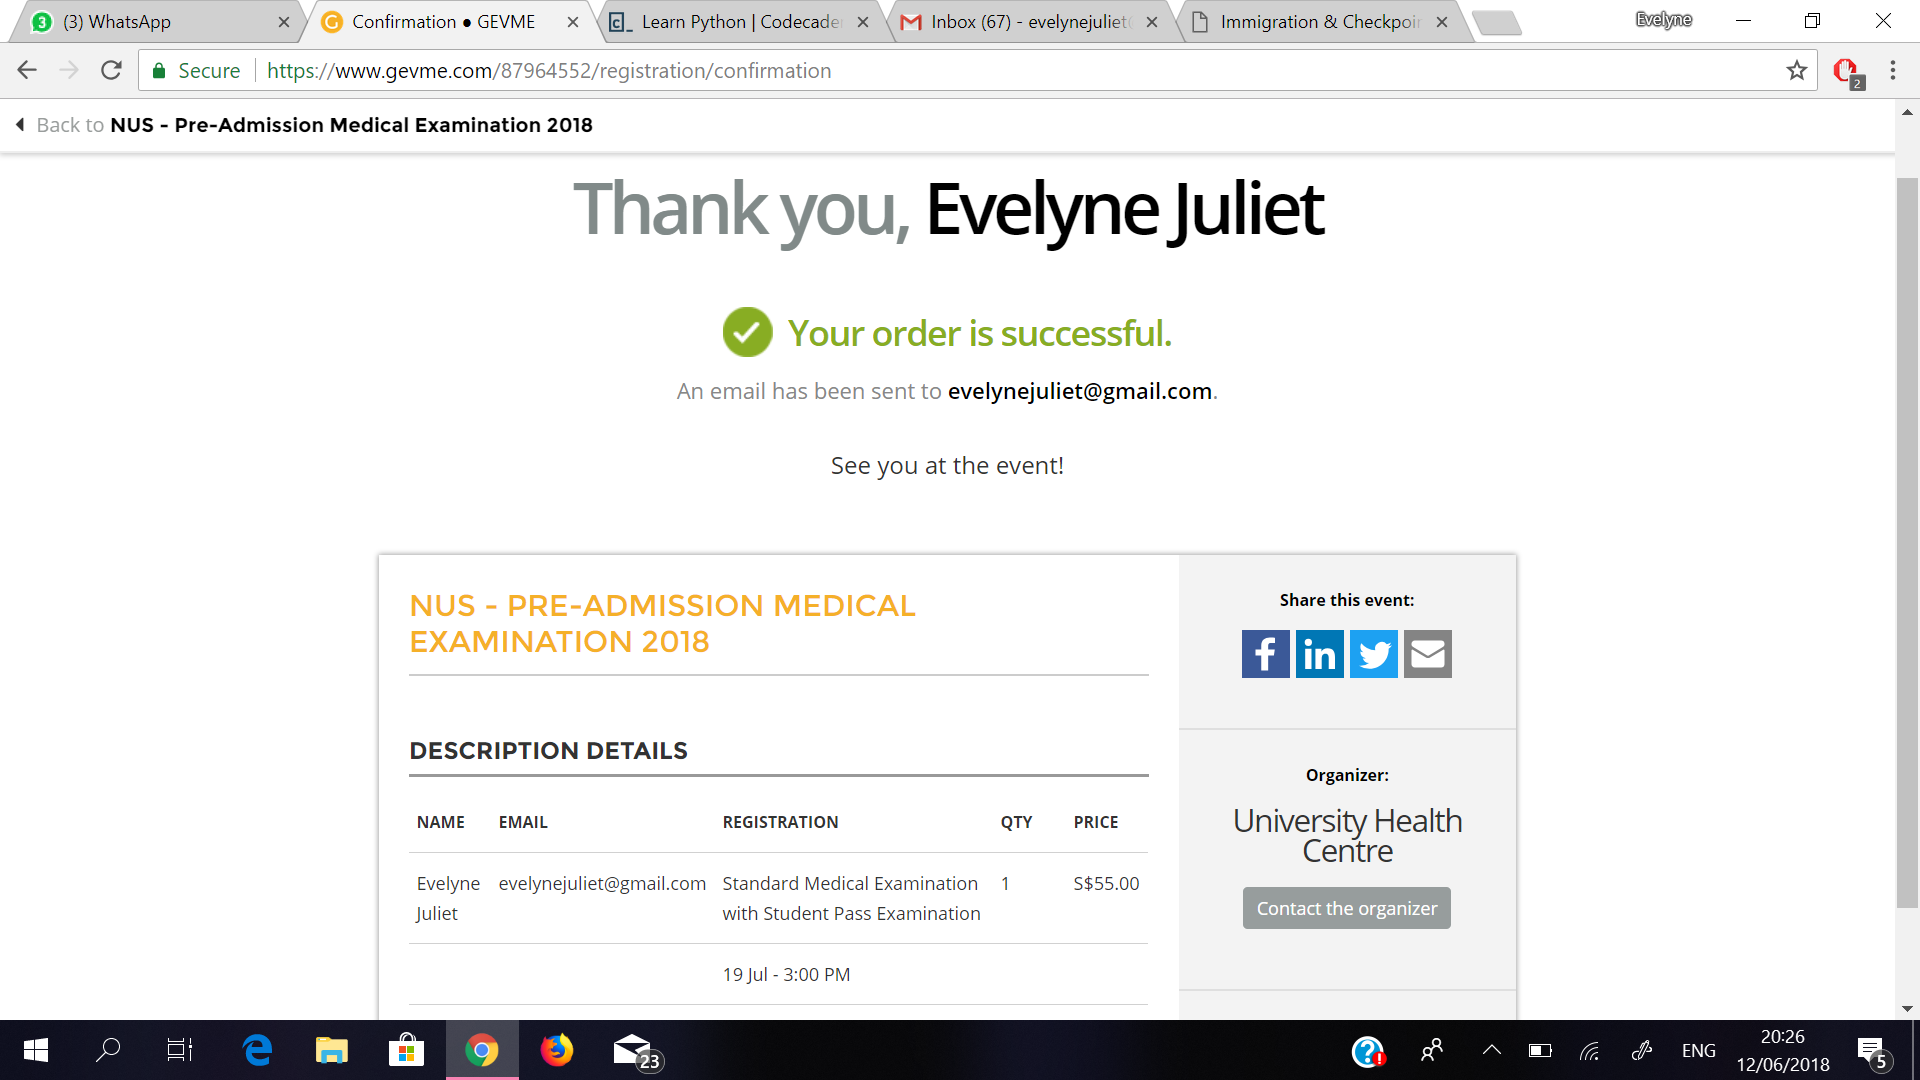 3
(3) WhatsApp
Confirmation ● GEVME
c_
Learn Python | Codecade
Inbox (67) - evelynejuliet
Immigration & Checkpoi
Evelyne
Secure
https://www.gevme.com/87964552/registration/confirmation
2
Back to NUS - Pre-Admission Medical Examination 2018
Thank you, Evelyne Juliet
Your order is successful.
An email has been sent to evelynejuliet@gmail.com.
See you at the event!
NUS - PRE-ADMISSION MEDICAL
EXAMINATION 2018
Share this event:
f in
DESCRIPTION DETAILS
Organizer:
University Health
Centre
Contact the organizer
NAME EMAIL REGISTRATION QTY PRICE
Evelyne evelynejuliet@gmail.com Standard Medical Examination 1 S$55.00
Juliet with Student Pass Examination
19 Jul - 3:00 PM
23
ENG
20:26
12/06/2018
5